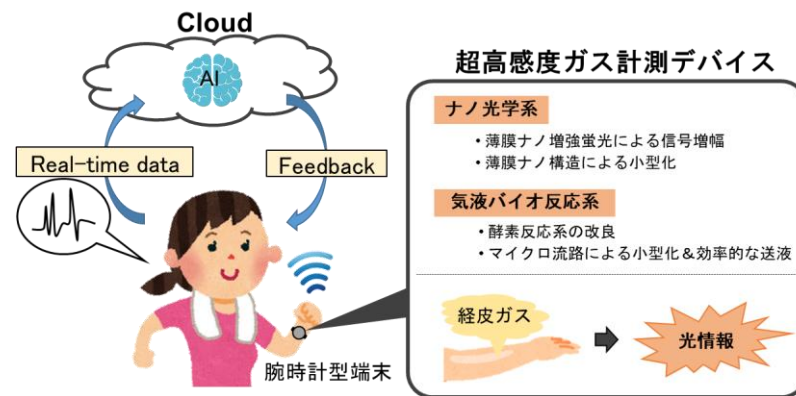 Cloud
AI
Real-time data
Feedback
腕時計型端末
超高感度ガス計測デバイス
ナノ光学系
・薄膜ナノ増強蛍光による信号増幅
・薄膜ナノ構造による小型化
気液バイオ反応系
・酵素反応系の改良
・マイクロ流路による小型化＆効率的な送液
経皮ガス
光情報